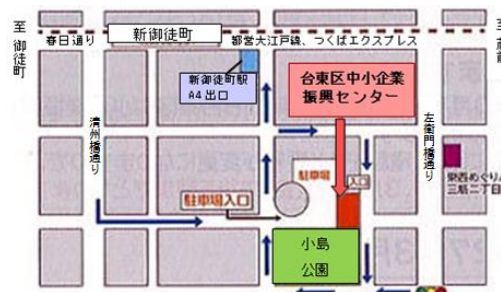 至 御徒町
新御徒町
至 蔵前
春日通り
都営大江戸線、つくばエクスプレス
新御徒町駅
A4出口
台東区中小企業
振興センター
清州橋通り
左衛門橋通り
東西めぐりん
三筋二丁目
駐車場
入口
駐車場入口
小島
公園